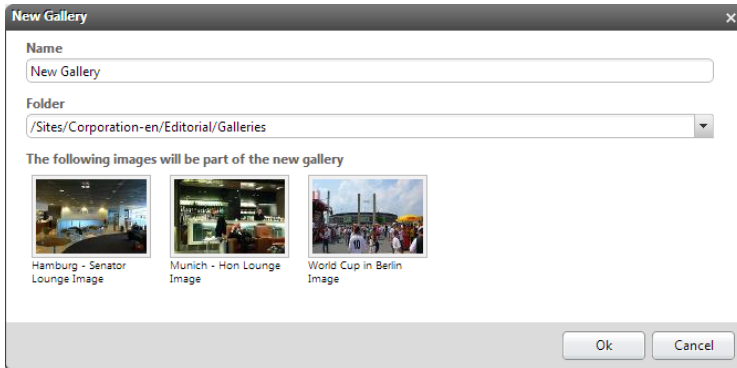 New Gallery
Name
New Gallery
Folder
/Sites/Corporation-en/Editorial/Galleries
The following images will be part of the new gallery
Hamburg - Senator
Lounge Image
Munich - Hon Lounge
Image
World Cup in Berlin
Image
Ok
Cancel